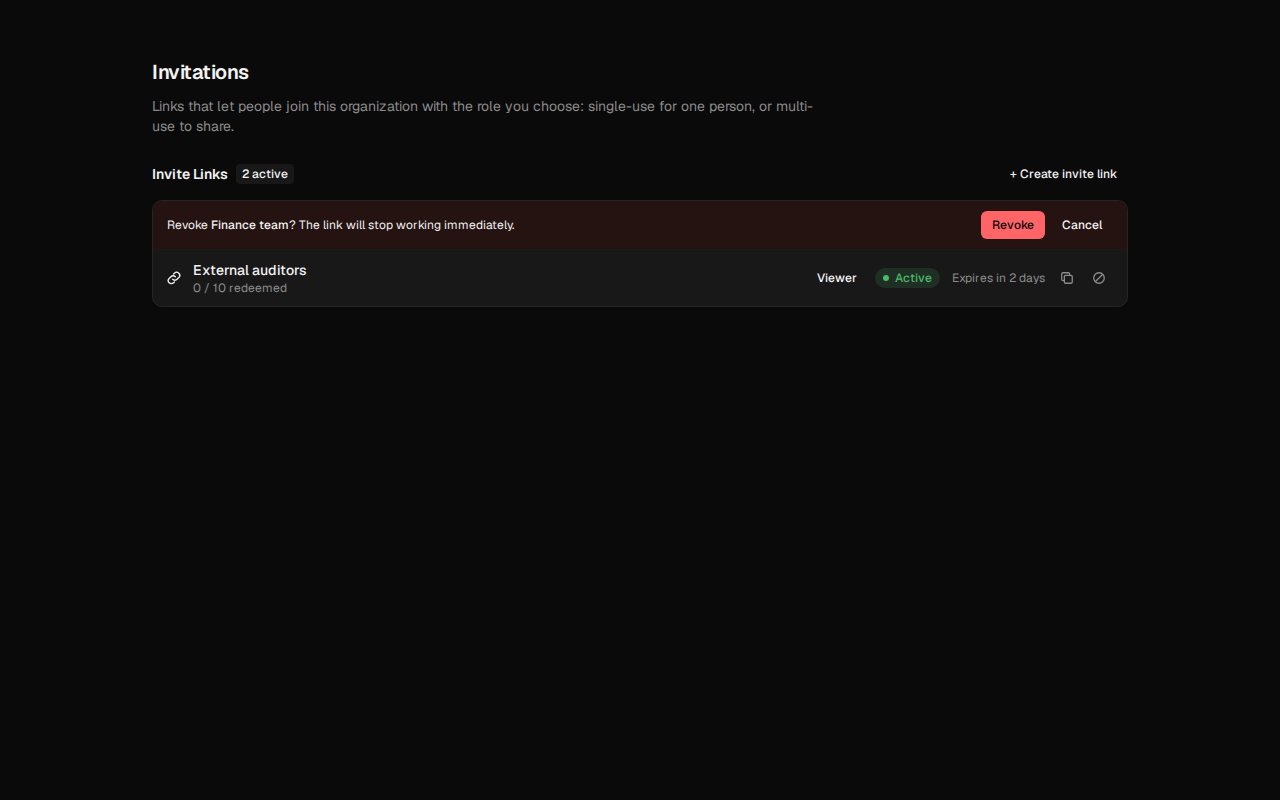 Invitations
Links that let people join this organization with the role you choose: single-use for one person, or multi-
use to share.
Invite Links 2 active + Create invite link
Revoke Finance team? The link will stop working immediately. Revoke Cancel
External auditors
0 / 10 redeemed
Viewer Active Expires in 2 days